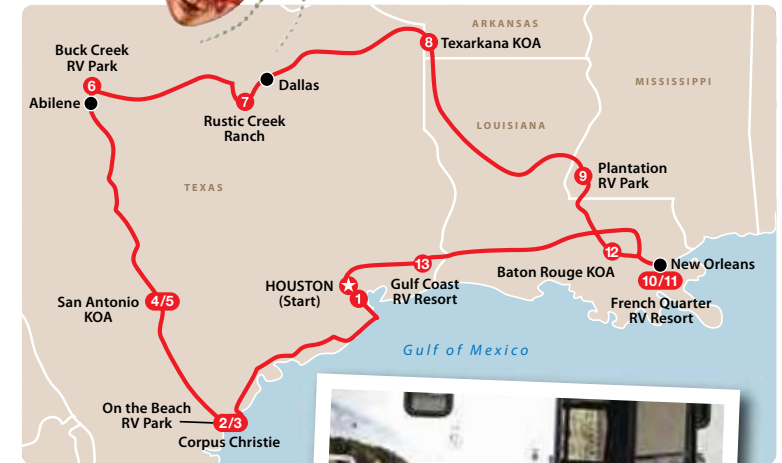 ARKANSAS
8
Texarkana KOA
Buck Creek
RV Park
6
Abilene
Dallas
7
Rustic Creek
Ranch
MISSISSIPPI
LOUISIANA
TEXAS
9
Plantation
RV Park
12
Baton Rouge KOA
New Orleans
10/11
French Quarter
RV Resort
13
Gulf Coast
RV Resort
HOUSTON
(Start)
1
San Antonio
KOA
4/5
Gulf of Mexico
On the Beach
RV Park
2/3
Corpus Christie